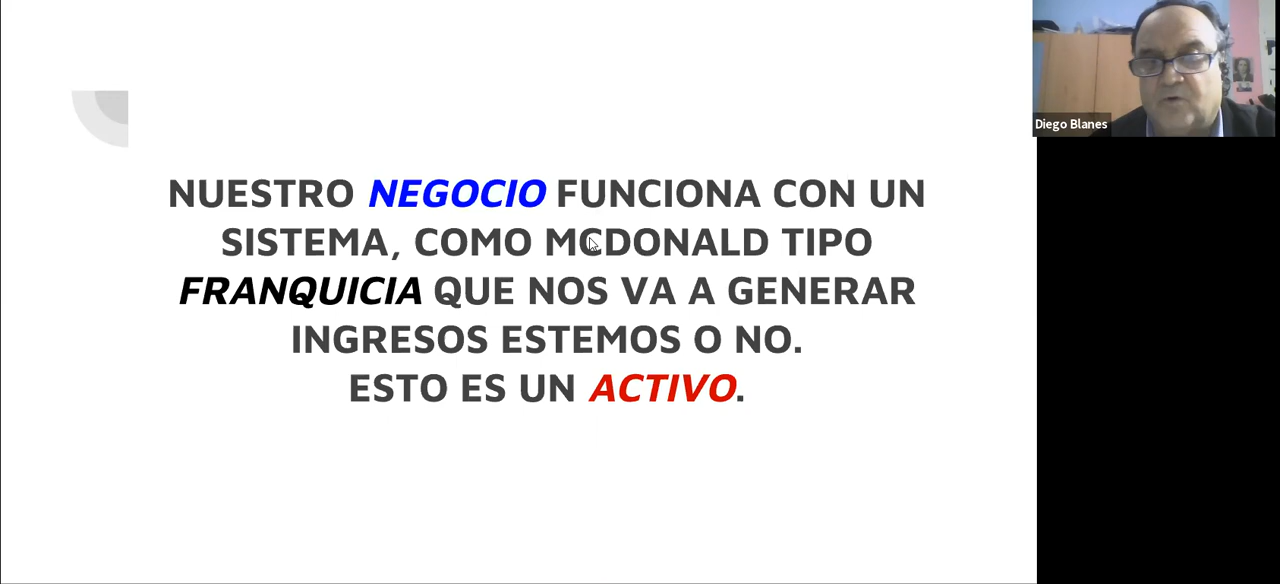 NUESTRO NEGOCIO FUNCIONA CON UN
SISTEMA, COMO MCDONALD TIPO
FRANQUICIA QUE NOS VA A GENERAR
INGRESOS ESTEMOS O NO.
ESTO ES UN ACTIVO.
Diego Blanes